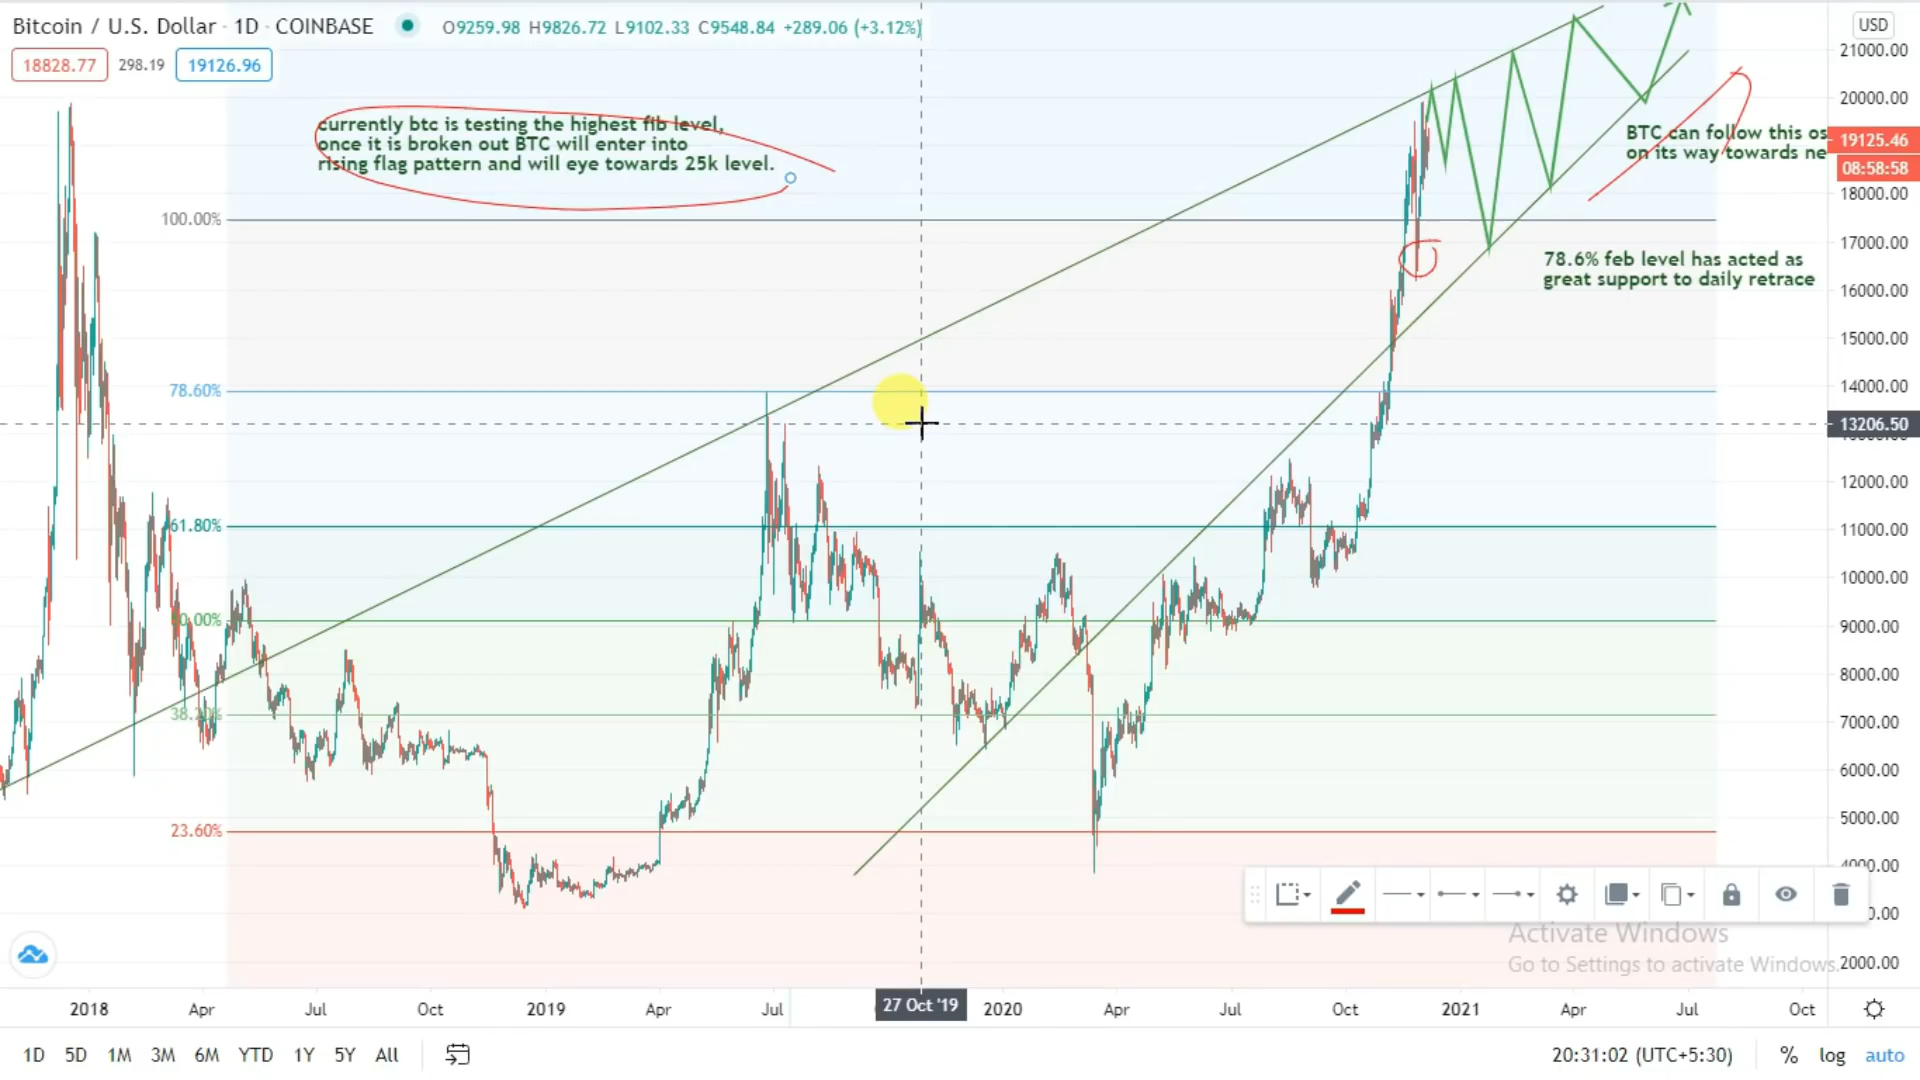 Bitcoin / U.S. Dollar · 1D · COINBASE O9259.98 H9826.72 L9102.33 C9548.84 +289.06 (+3.12%)
USD
18828.77 298.19 19126.96
21000.00
20000.00
currently btc is testing the highest fib level,
once it is broken out BTC will enter into
rising flag pattern and will eye towards 25k level.
BTC can follow this os
on its way towards ne
19125.46
08:58:58
18000.00
100.00%
17000.00
78.6% feb level has acted as
great support to daily retrace
16000.00
15000.00
14000.00
78.60%
13206.50
12000.00
61.80%
11000.00
10000.00
50.00%
9000.00
8000.00
38.20%
7000.00
6000.00
23.60%
5000.00
4000.00
Activate Windows
Go to Settings to activate Windows.
2000.00
2018 Apr Jul Oct 2019 Apr Jul 27 Oct '19 2020 Apr Jul Oct 2021 Apr Jul Oct
1D 5D 1M 3M 6M YTD 1Y 5Y All 20:31:02 (UTC+5:30) % log auto